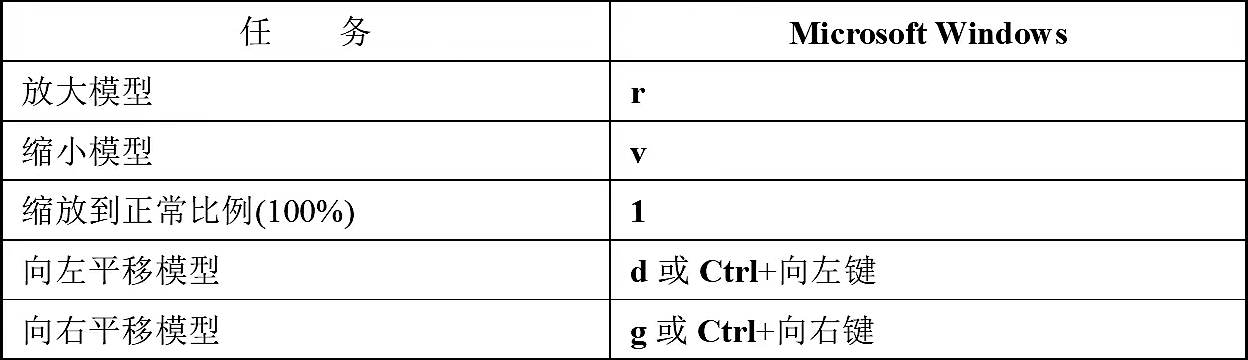 任 务 Microsoft Windows
放大模型 r
缩小模型 v
缩放到正常比例(100%) 1
向左平移模型 d 或 Ctrl+向左键
向右平移模型 g 或 Ctrl+向右键